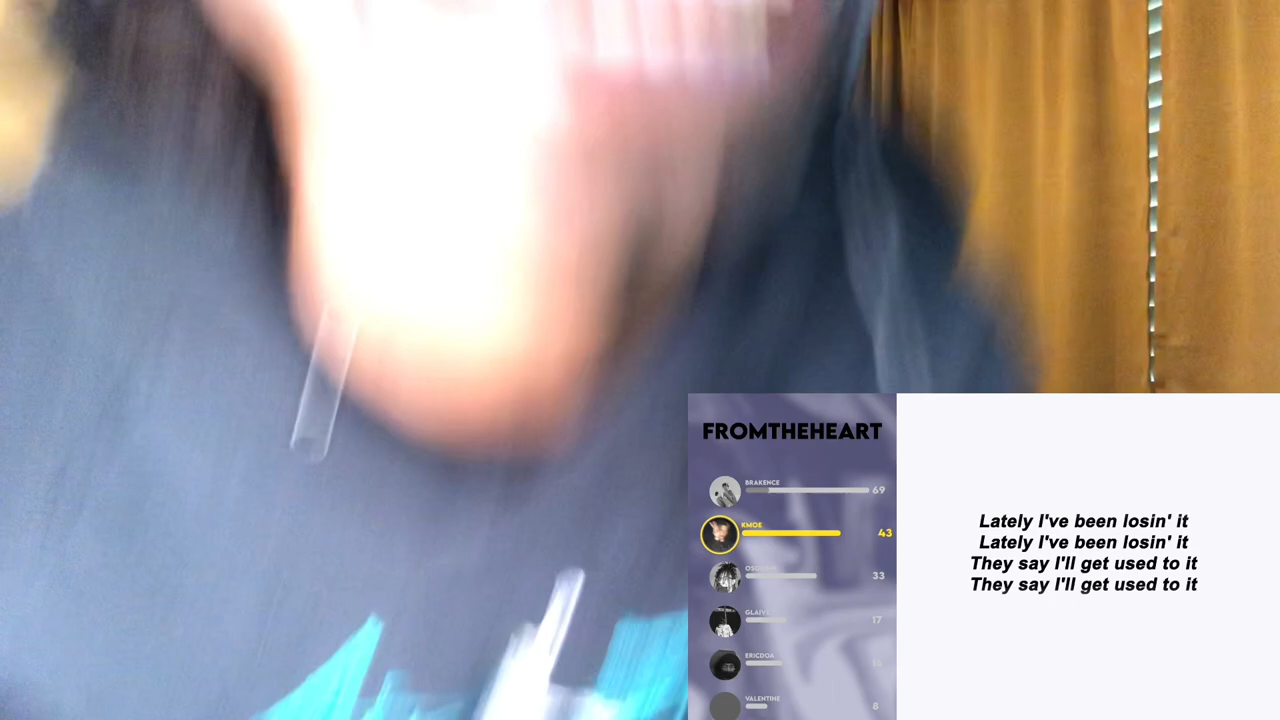 FROMTHEHEART
BRAKENCE
69
KMOE
43
33
17
ERICDOA
VALENTINE
8
Lately I've been losin' it
Lately I've been losin' it
They say I'll get used to it
They say I'll get used to it